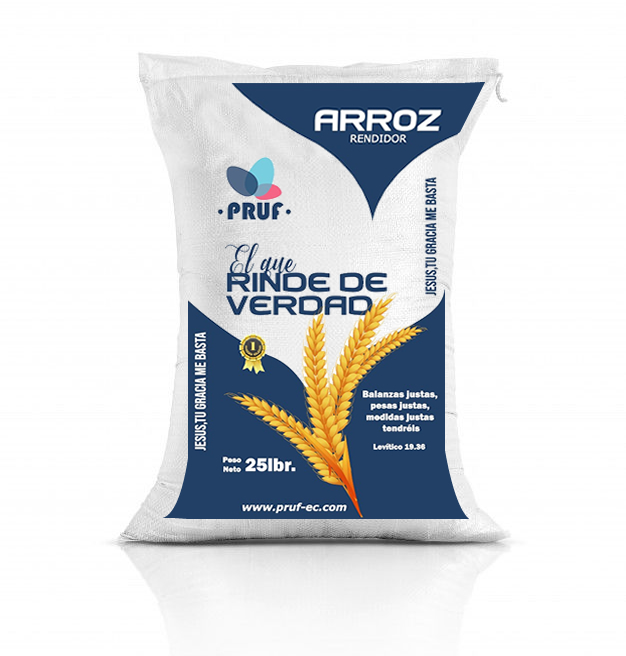 ARROZ
RENDIDOR
·PRUF·
JESUS,TU GRACIA ME BASTA
El que
RINDE DE
VERDAD
1
JESUS,TU GRACIA ME BASTA
Balanzas justas,
pesas justas,
medidas justas
tendréis
Levítico 19.36
Peso
Neto 25lbr.
www.pruf-ec.com